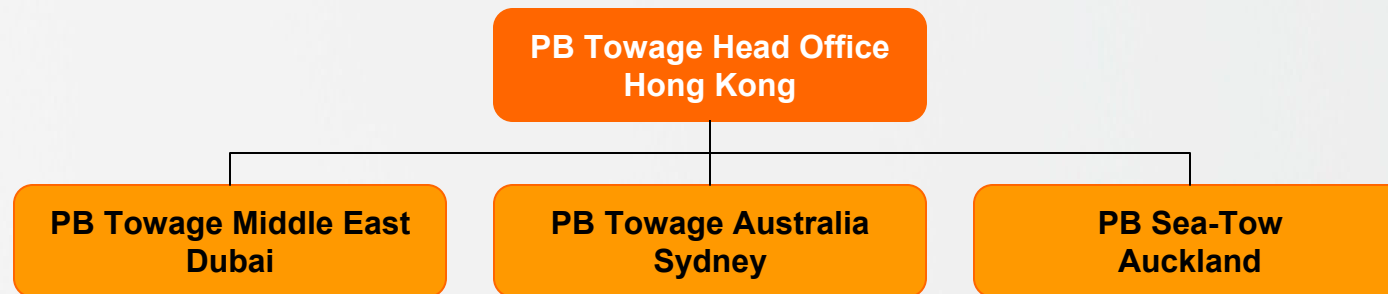 PB Towage Head Office
Hong Kong
PB Towage Middle East
Dubai
PB Towage Australia
Sydney
PB Sea-Tow
Auckland